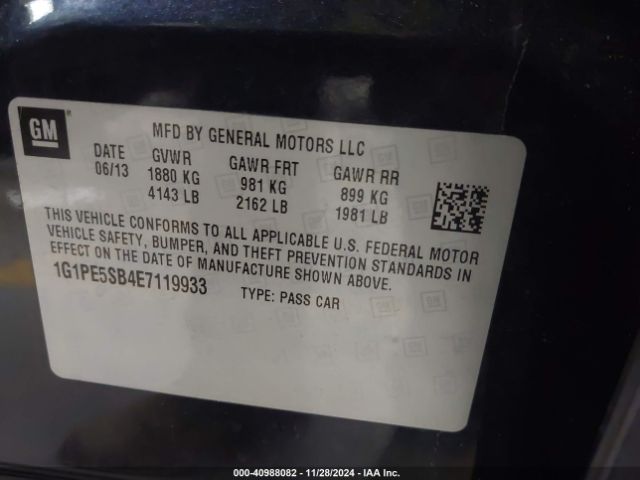 GM
MFD BY GENERAL MOTORS LLC
DATE GVWR GAWR FRT GAWR RR
06/13 1880 KG 981 KG 899 KG
4143 LB 2162 LB 1981 LB
THIS VEHICLE CONFORMS TO ALL APPLICABLE U.S. FEDERAL MOTOR
VEHICLE SAFETY, BUMPER, AND THEFT PREVENTION STANDARDS IN
EFFECT ON THE DATE OF MANUFACTURE SHOWN ABOVE.
1G1PE5SB4E7119933 TYPE: PASS CAR
000-40988082 - 11/28/2024 - IAA Inc.